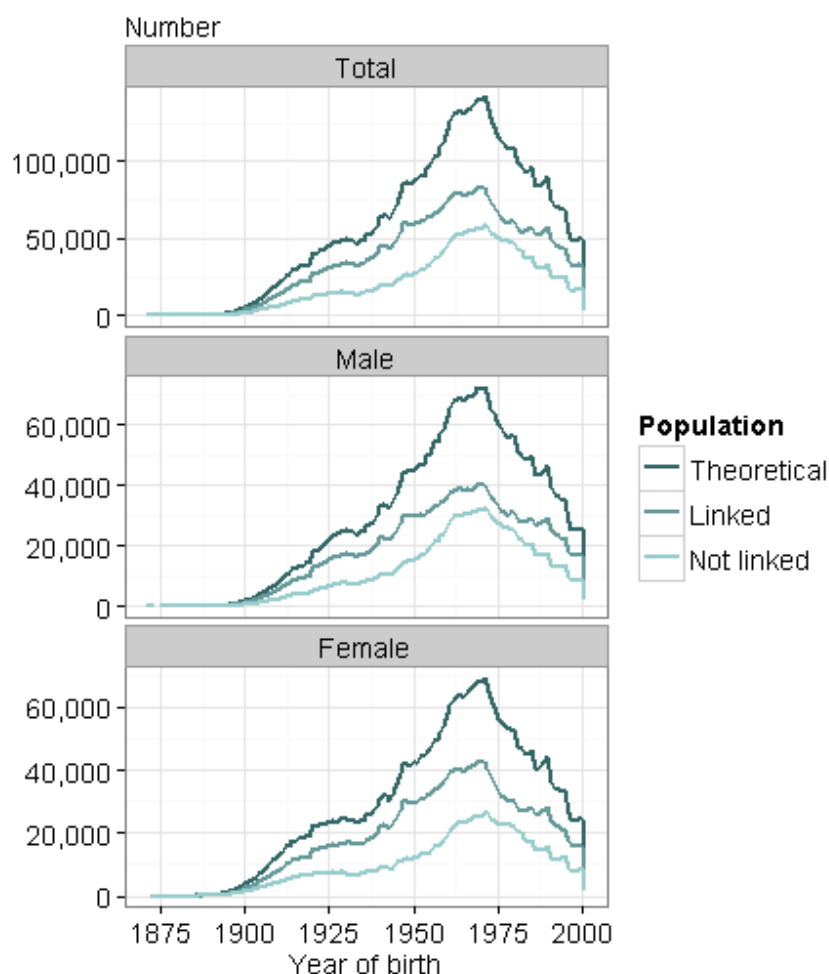 Number
Total
100,000
50,000
0
Male
60,000
40,000
20,000
0
Female
60,000
40,000
20,000
0
1875 1900 1925 1950 1975 2000
Year of birth
Population
Theoretical
Linked
Not linked